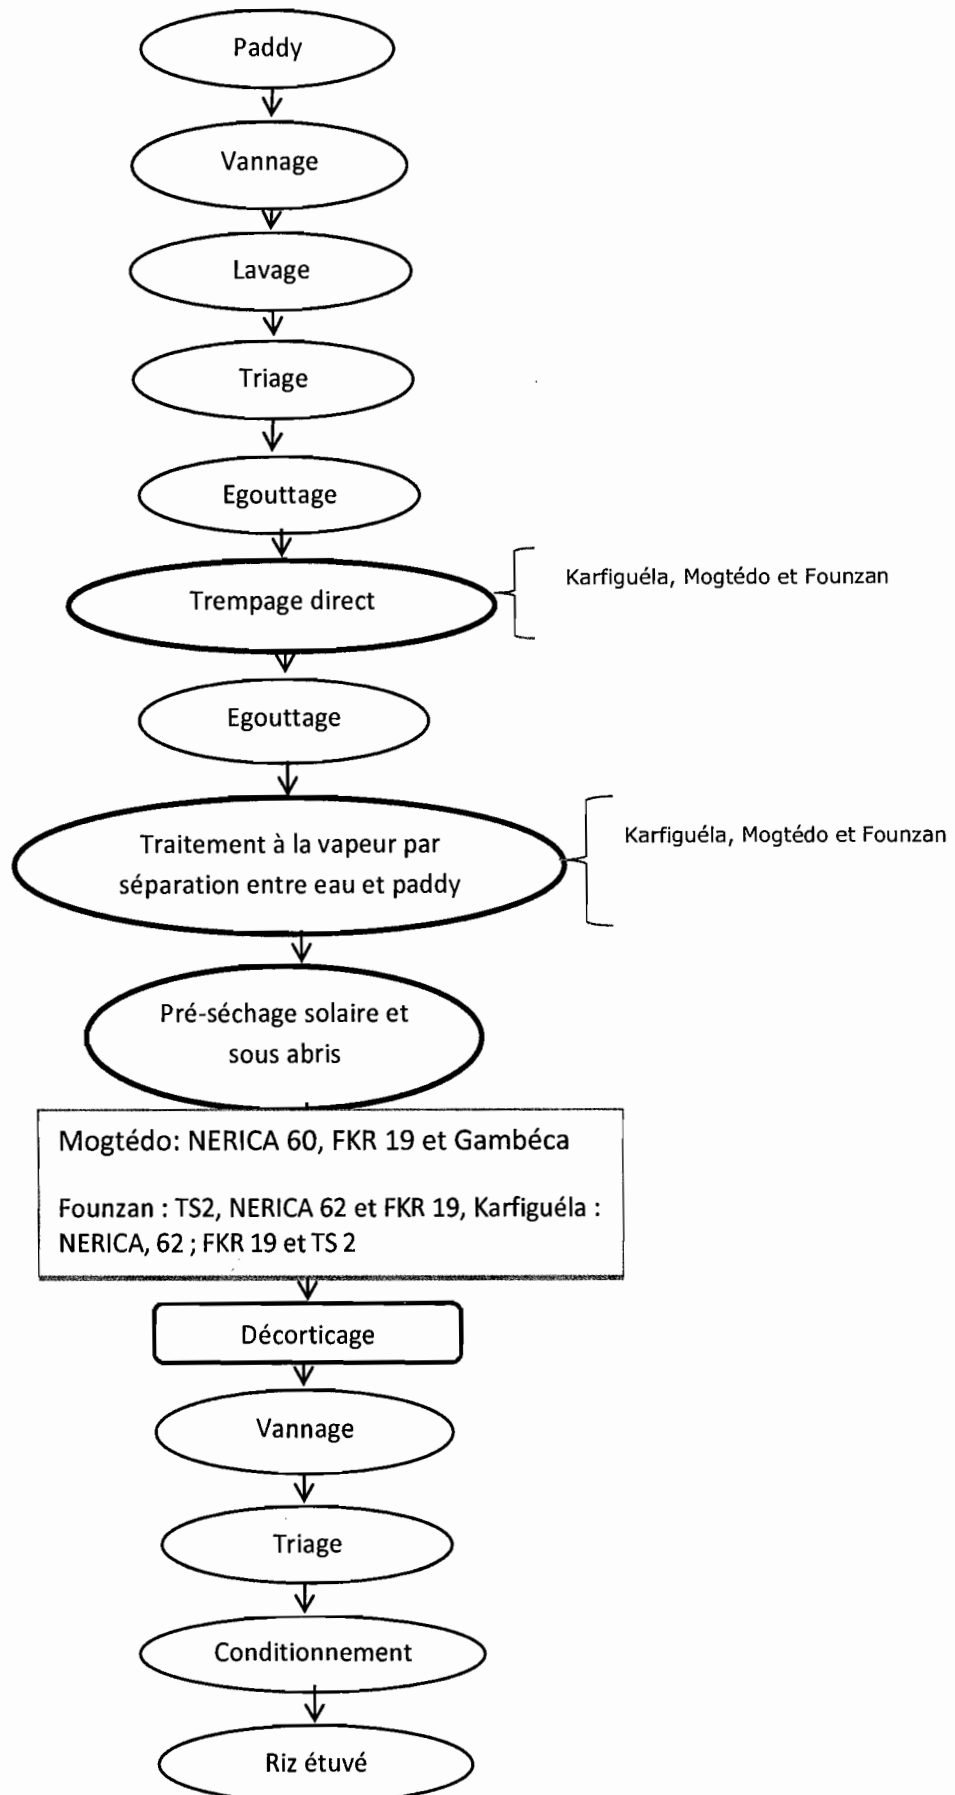 Paddy
Vannage
Lavage
Triage
Egouttage
Trempage direct
Karfiguéla, Mogtédo et Founzan
Egouttage
Traitement à la vapeur par
séparation entre eau et paddy
Karfiguéla, Mogtédo et Founzan
Pré-séchage solaire et
sous abris
Mogtédo: NERICA 60, FKR 19 et Gambéca
Founzan : TS2, NERICA 62 et FKR 19, Karfiguéla :
NERICA, 62 ; FKR 19 et TS 2
Décorticage
Vannage
Triage
Conditionnement
Riz étuvé